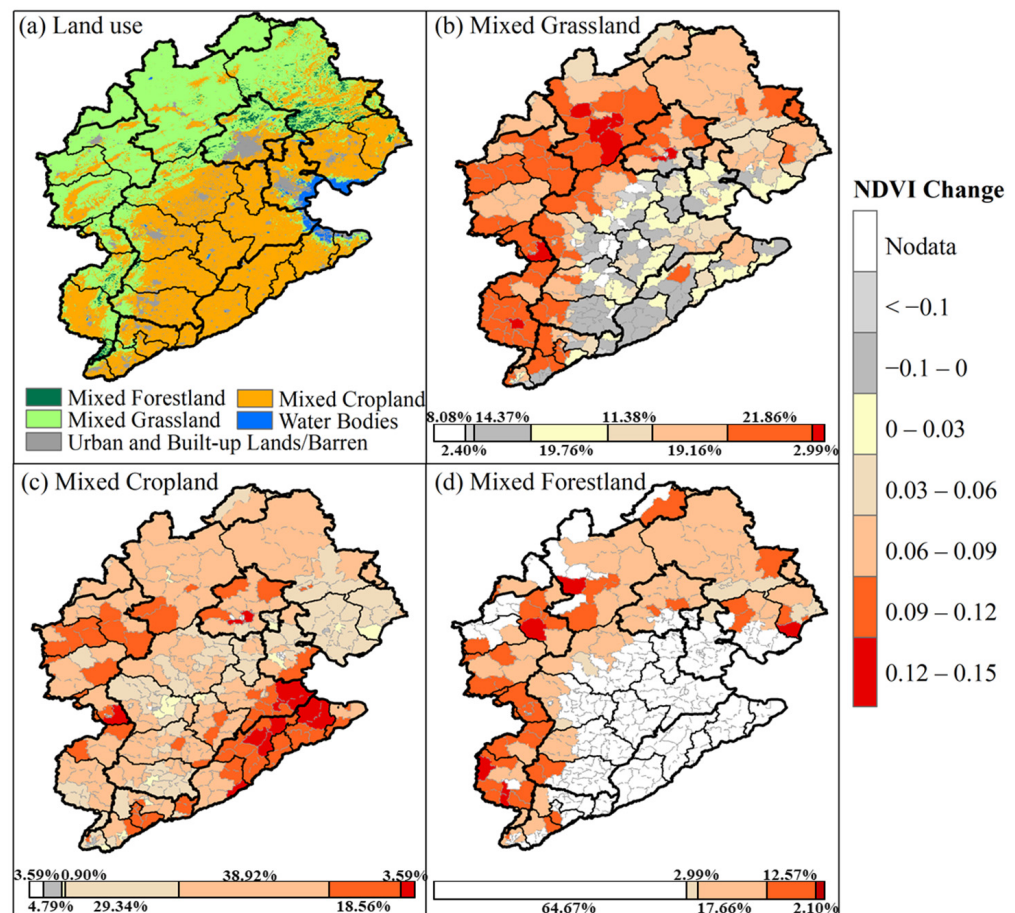 (a) Land use
Mixed Forestland
Mixed Cropland
Mixed Grassland
Water Bodies
Urban and Built-up Lands/Barren
(b) Mixed Grassland
8.08% 14.37% 11.38% 21.86%
2.40% 19.76% 19.16% 2.99%
(c) Mixed Cropland
3.59% 0.90% 38.92% 3.59%
4.79% 29.34% 18.56%
(d) Mixed Forestland
2.99% 12.57%
64.67% 17.66% 2.10%
NDVI Change
Nodata
< −0.1
−0.1 – 0
0 – 0.03
0.03 – 0.06
0.06 – 0.09
0.09 – 0.12
0.12 – 0.15